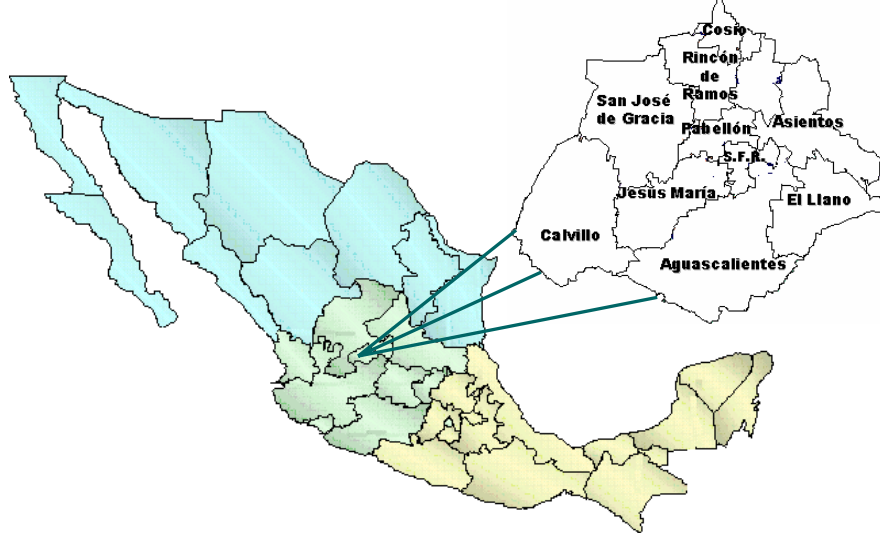 Cosío
Rincón
de
Ramos
San José
de Gracia
Pabellón
Asientos
S.F.R.
Jesús María
El Llano
Calvillo
Aguascalientes